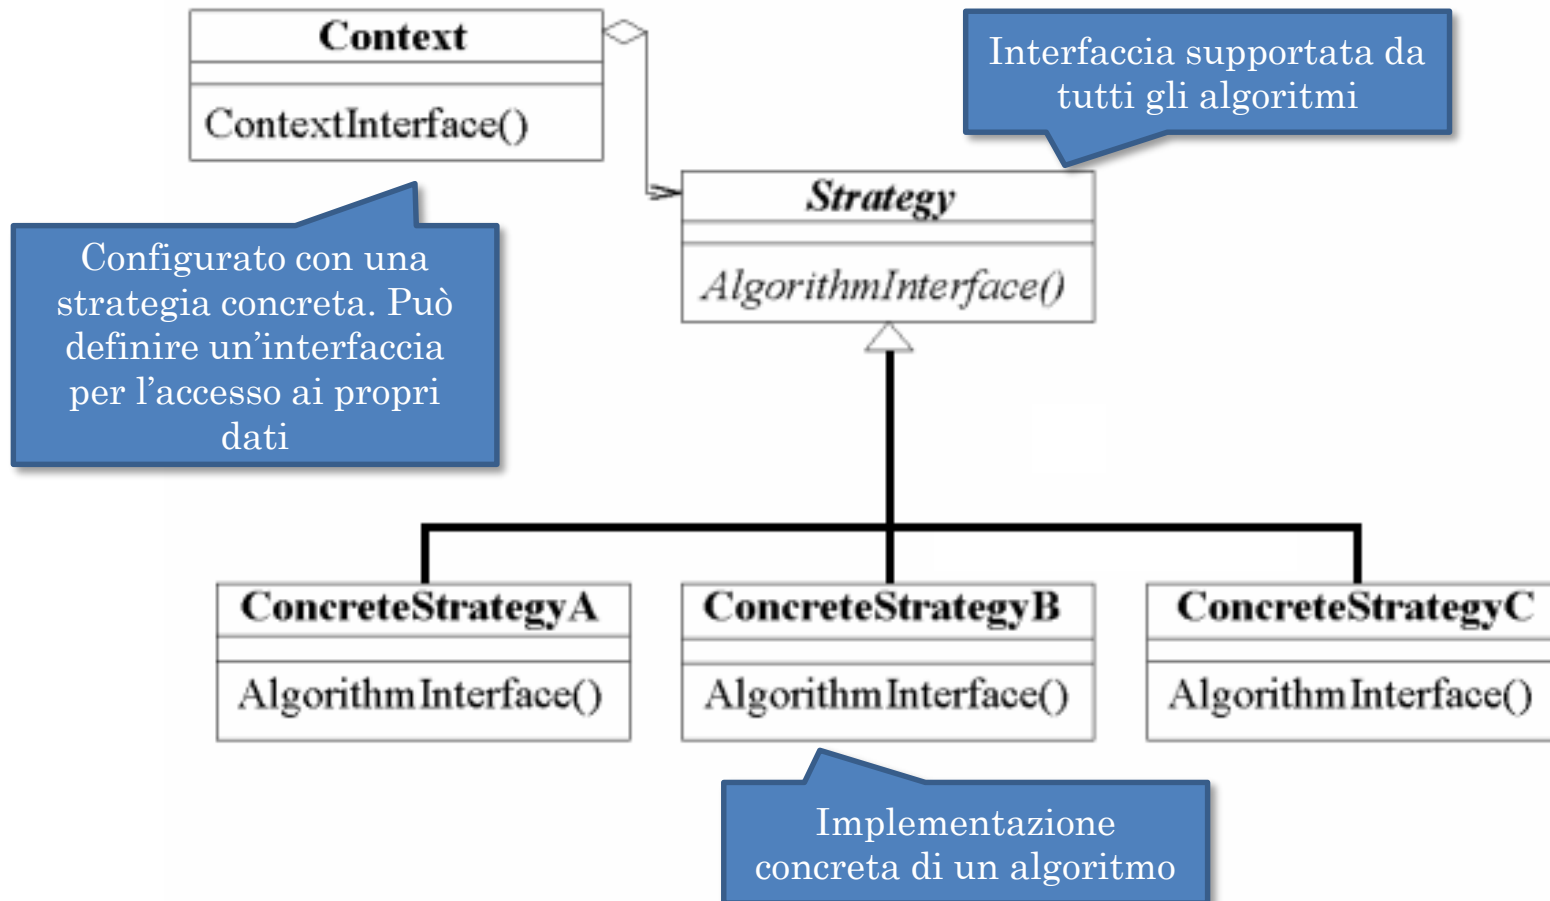 Context
ContextInterface()
Interfaccia supportata da
tutti gli algoritmi
Strategy
AlgorithmInterface()
Configurato con una
strategia concreta. Può
definire un’interfaccia
per l’accesso ai propri
dati
ConcreteStrategyA
AlgorithmInterface()
ConcreteStrategyB
AlgorithmInterface()
ConcreteStrategyC
AlgorithmInterface()
Implementazione
concreta di un algoritmo